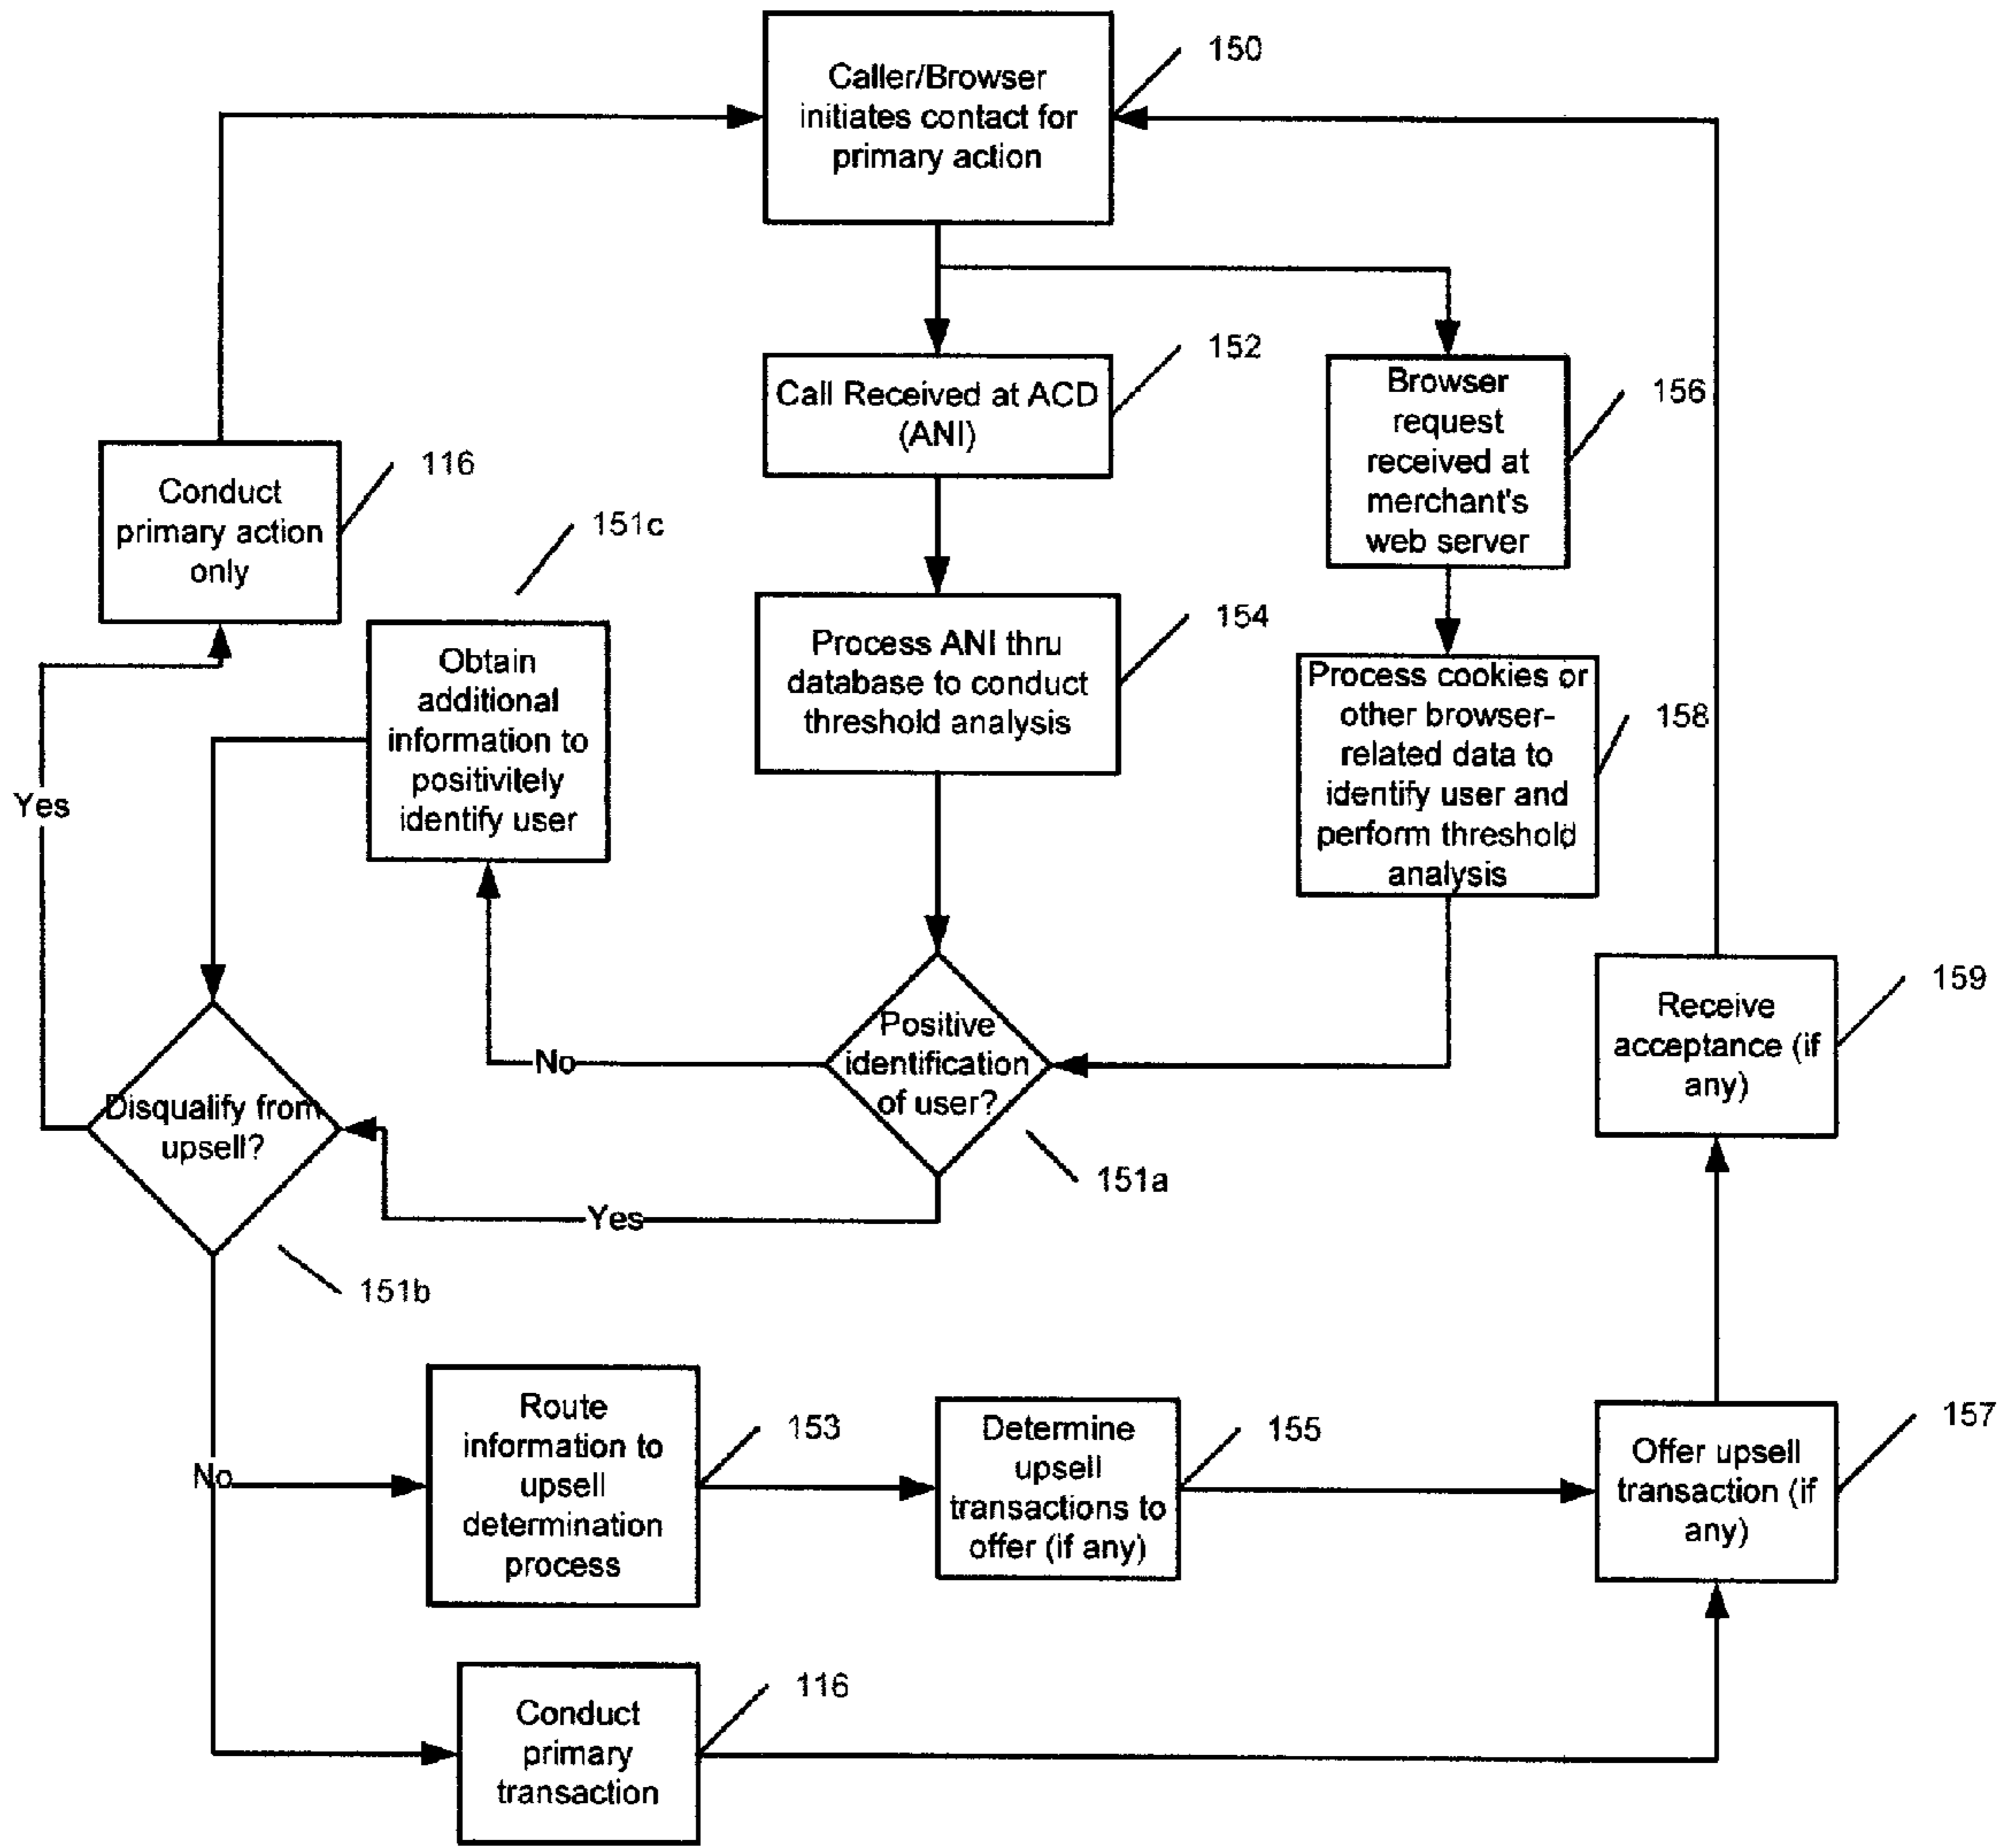 Caller/Browser
initiates contact for
primary action
150
Call Received at ACD
(ANI)
152
Browser
request
received at
merchant's
web server
156
Conduct
primary action
only
116
151c
Obtain
additional
information to
positivitely
identify user
Process ANI thru
database to conduct
threshold analysis
154
Process cookies or
other browser-
related data to
identify user and
perform threshold
analysis
158
Yes
Positive
identification
of user?
151a
No
Yes
Disqualify from
upsell?
151b
Receive
acceptance (if
any)
159
No
Route
information to
upsell
determination
process
153
Determine
upsell
transactions to
offer (if any)
155
Offer upsell
transaction (if
any)
157
Conduct
primary
transaction
116